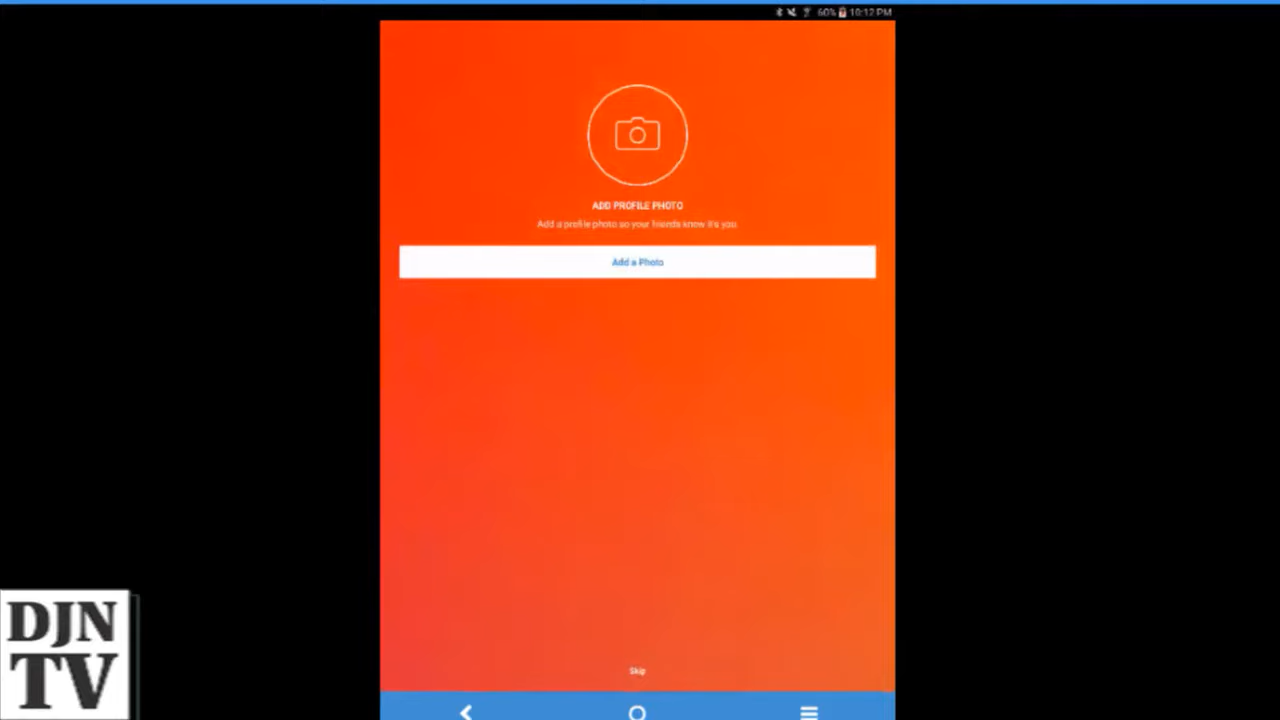 60% 10:12 PM
ADD PROFILE PHOTO
Add a profile photo so your friends know it's you
Add a Photo
Skip
DJN
TV